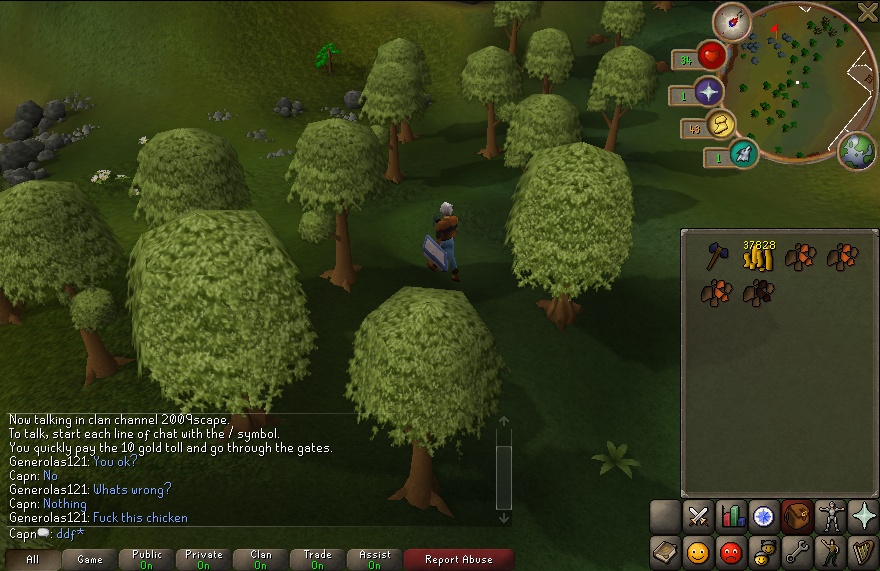 34
1
43
1
37828
Now talking in clan channel 2009scape.
To talk, start each line of chat with the / symbol.
You quickly pay the 10 gold toll and go through the gates.
Generolas121: You ok?
Capn: No
Generolas121: Whats wrong?
Capn: Nothing
Generolas121: Fuck this chicken
Capn: ddf*
All
Game
Public
On
Private
On
Clan
On
Trade
On
Assist
On
Report Abuse